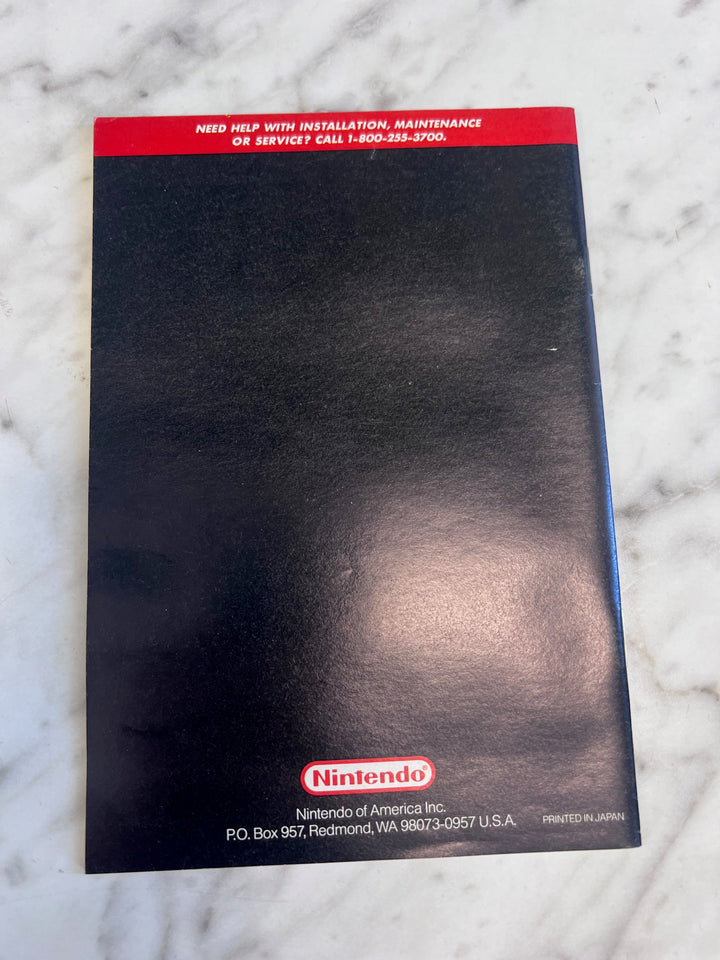 NEED HELP WITH INSTALLATION, MAINTENANCE
OR SERVICE? CALL 1-800-255-3700.
Nintendo®
Nintendo of America Inc.
P.O. Box 957, Redmond, WA 98073-0957 U.S.A.
PRINTED IN JAPAN